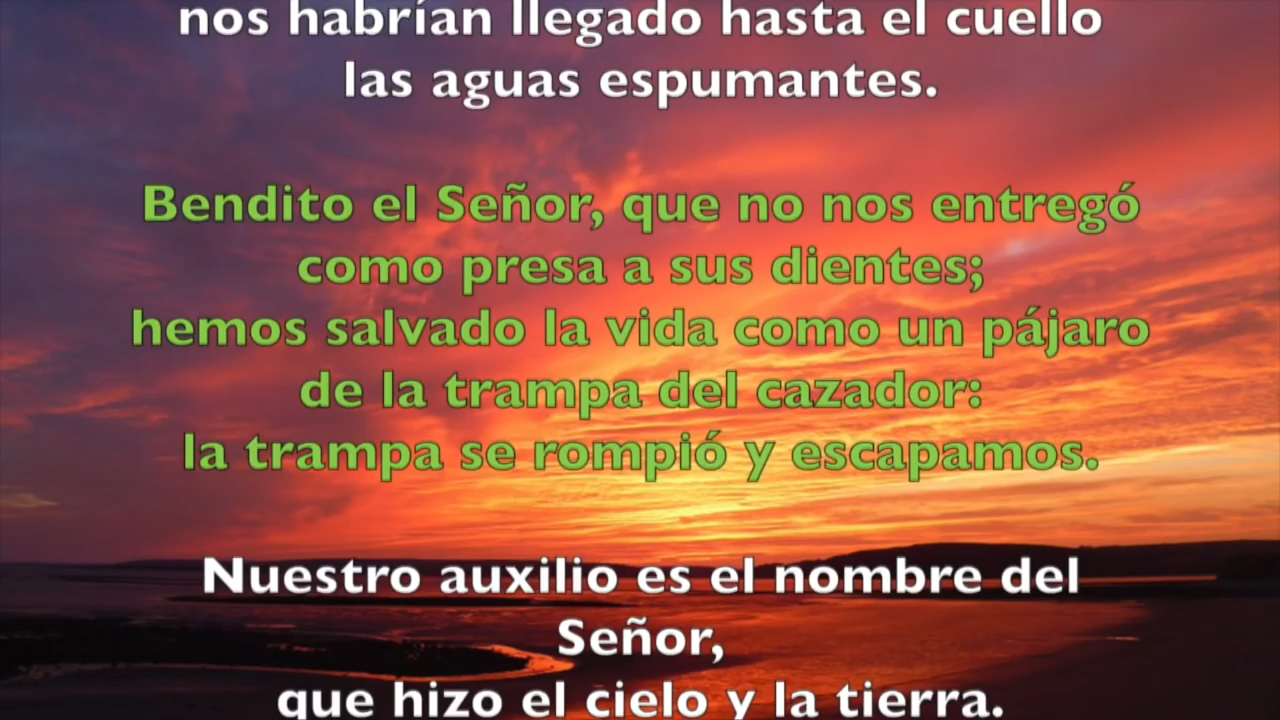 nos habrían llegado hasta el cuello
las aguas espumantes.
Bendito el Señor, que no nos entregó
como presa a sus dientes;
hemos salvado la vida como un pájaro
de la trampa del cazador:
la trampa se rompió y escapamos.
Nuestro auxilio es el nombre del
Señor,
que hizo el cielo y la tierra.